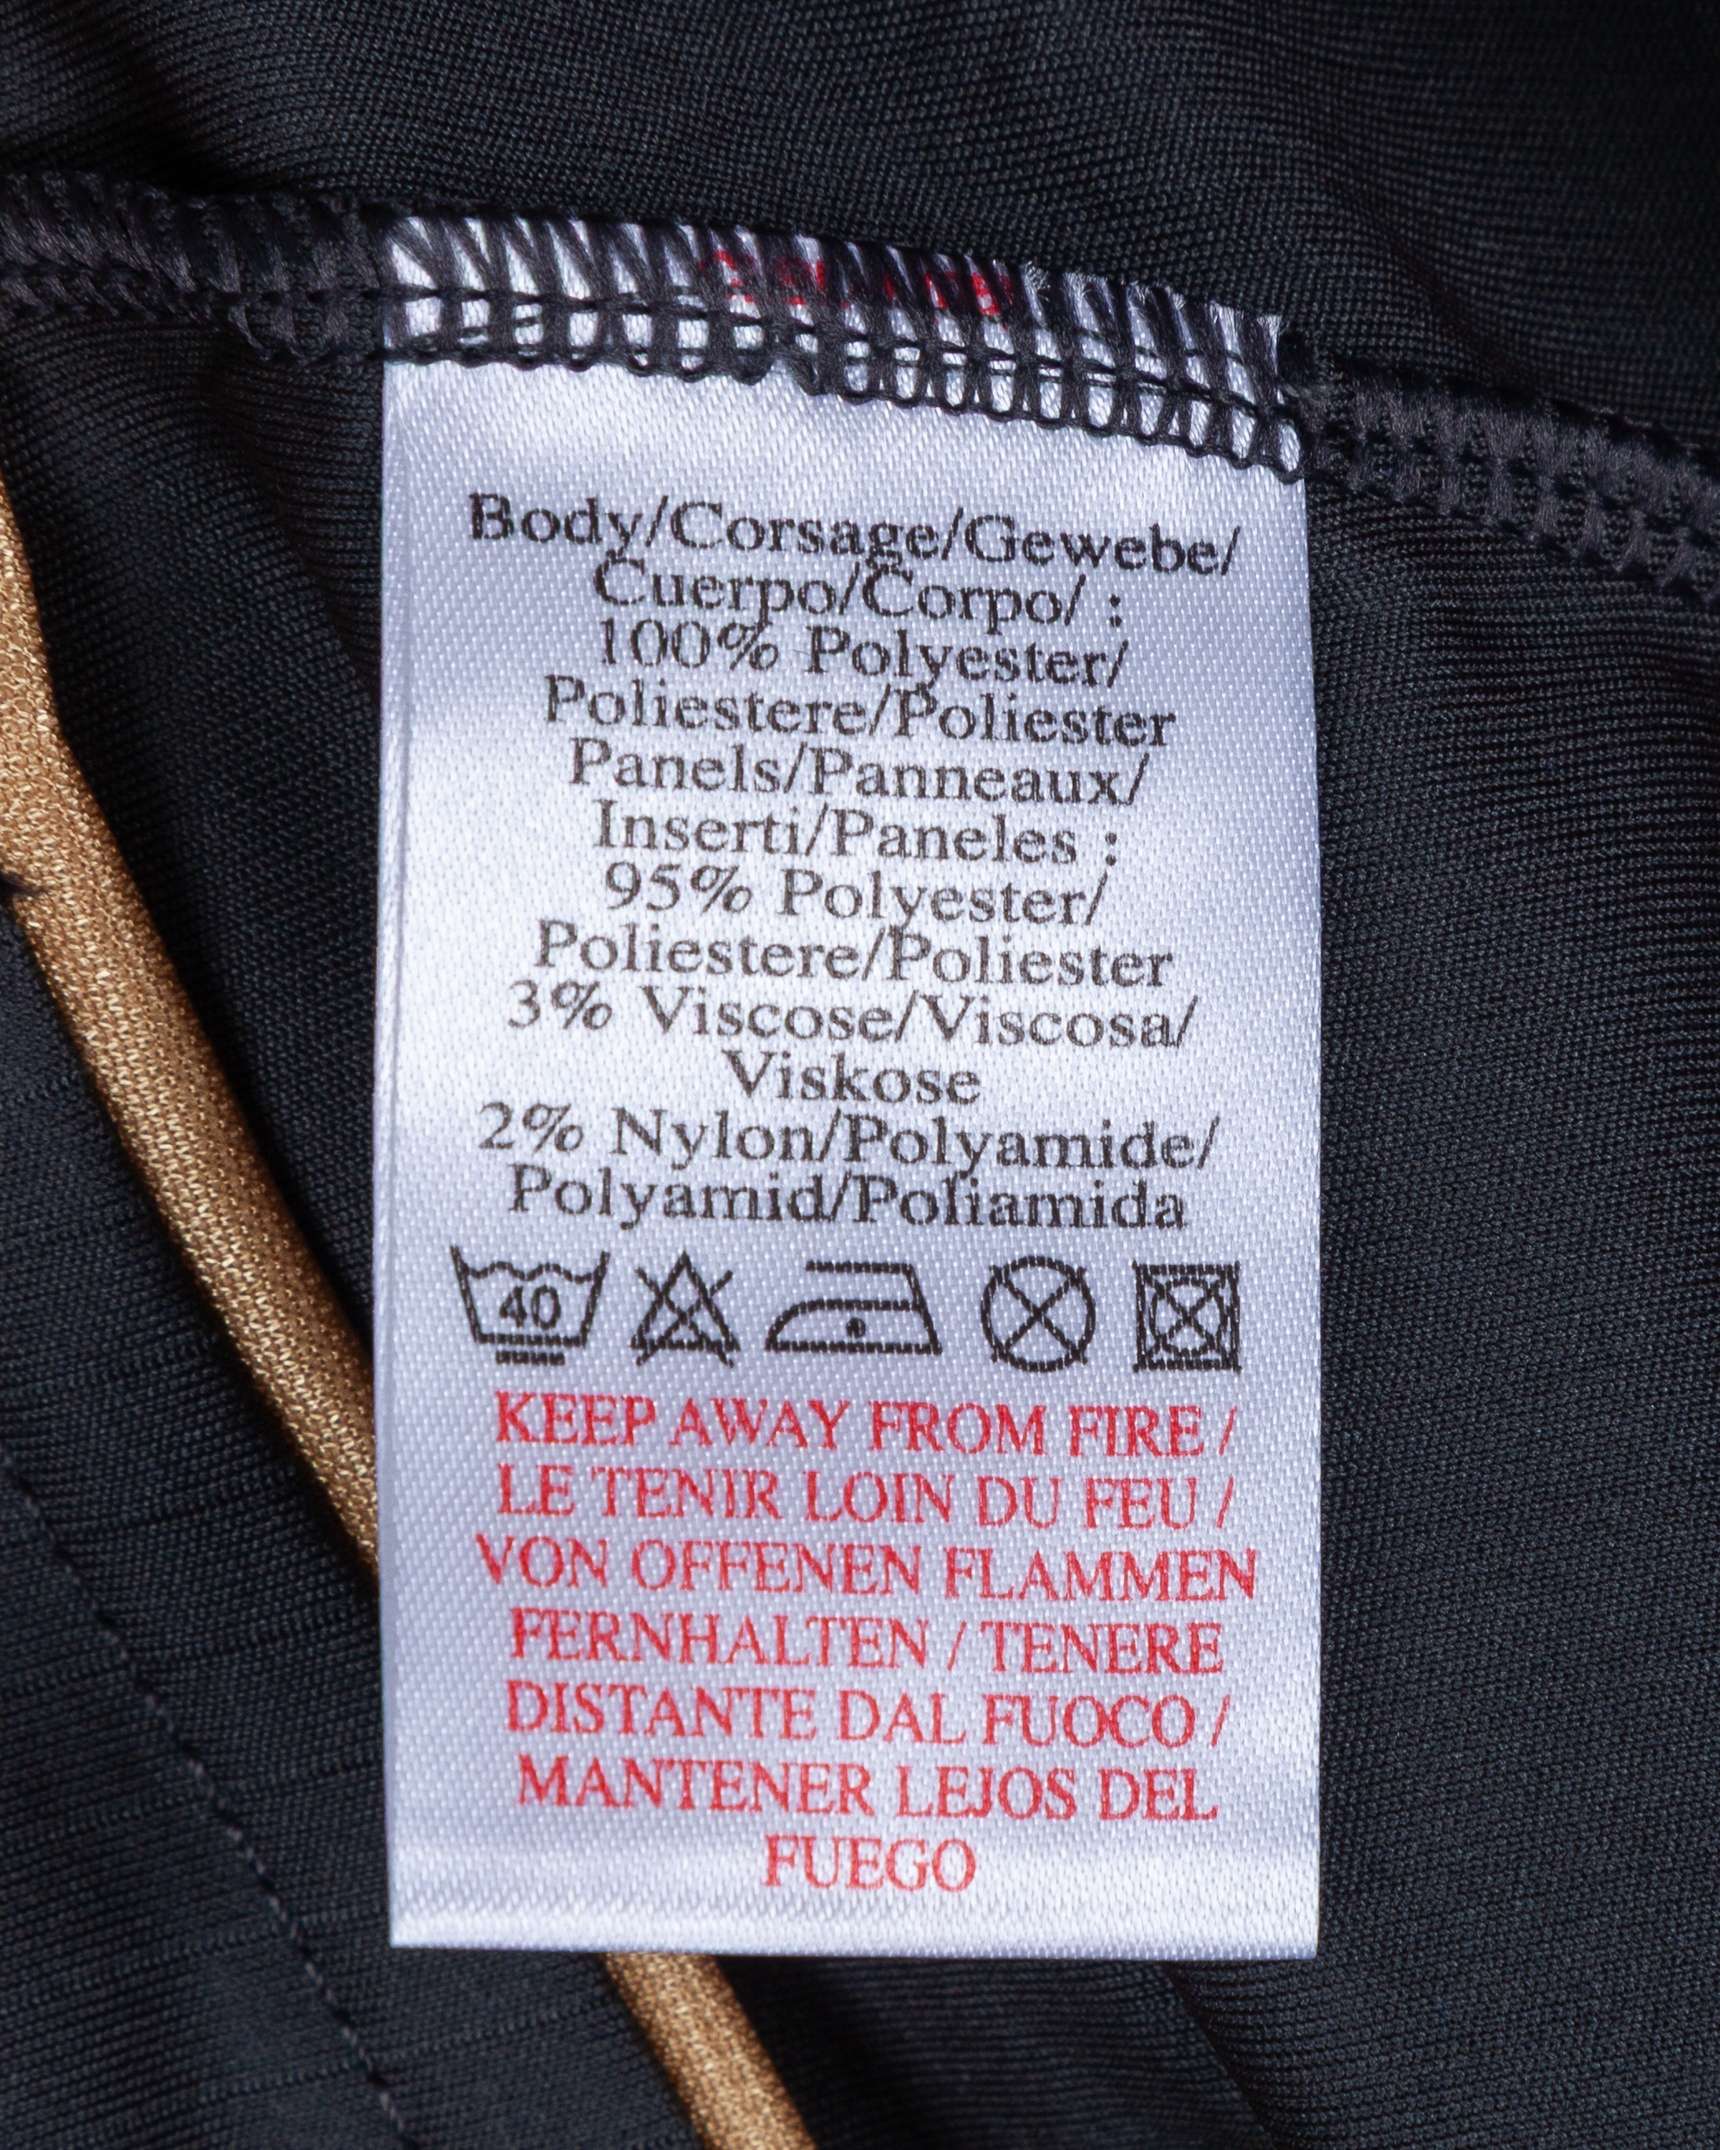 Body/Corsage/Gewebe/
Cuerpo/Corpo/ :
100% Polyester/
Poliestere/Poliester
Panels/Panneaux/
Inserti/Paneles :
95% Polyester/
Poliestere/Poliester
3% Viscose/Viscosa/
Viskose
2% Nylon/Polyamide/
Polyamid/Poliamida
40
KEEP AWAY FROM FIRE /
LE TENIR LOIN DU FEU /
VON OFFENEN FLAMMEN
FERNHALTEN / TENERE
DISTANTE DAL FUOCO /
MANTENER LEJOS DEL
FUEGO